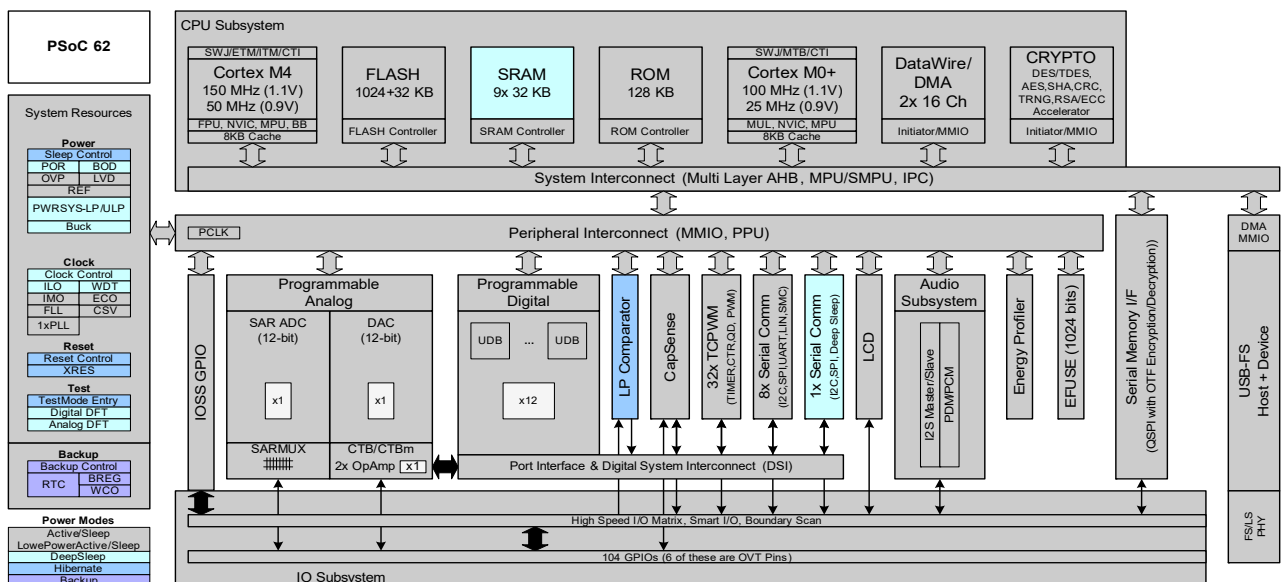 PSoC 62
System Resources
Power
Sleep Control
POR BOD
OVP LVD
REF
PWRSYS-LP/ULP
Buck
Clock
Clock Control
ILO WDT
IMO ECO
FLL CSV
1xPLL
Reset
Reset Control
XRES
Test
TestMode Entry
Digital DFT
Analog DFT
Backup
Backup Control
RTC BREG
WCO
Power Modes
Active/Sleep
LowePowerActive/Sleep
DeepSleep
Hibernate
Backup
CPU Subsystem
SWJ/ETM/ITM/CTI
Cortex M4
150 MHz (1.1V)
50 MHz (0.9V)
FPU, NVIC, MPU, BB
8KB Cache
FLASH
1024+32 KB
FLASH Controller
SRAM
9x 32 KB
SRAM Controller
ROM
128 KB
ROM Controller
SWJ/MTB/CTI
Cortex M0+
100 MHz (1.1V)
25 MHz (0.9V)
MUL, NVIC, MPU
8KB Cache
DataWire/
DMA
2x 16 Ch
Initiator/MMIO
CRYPTO
DES/TDES,
AES,SHA,CRC,
TRNG,RSA/ECC
Accelerator
Initiator/MMIO
System Interconnect (Multi Layer AHB, MPU/SMPU, IPC)
PCLK
Peripheral Interconnect (MMIO, PPU)
IOSS GPIO
Programmable
Analog
SAR ADC
(12-bit)
x1
DAC
(12-bit)
x1
SARMUX
CTB/CTBm
2x OpAmp x1
Programmable
Digital
UDB ... UDB
x12
Port Interface & Digital System Interconnect (DSI)
LP Comparator
CapSense
32x TCPWM
(TIMER,CTR,QD, PWM)
8x Serial Comm
(I2C,SPI,UART,LIN,SMC)
1x Serial Comm
(I2C,SPI, Deep Sleep)
LCD
Audio
Subsystem
I2S Master/Slave
PDM/PCM
Energy Profiler
EFUSE (1024 bits)
Serial Memory I/F
(QSPI with OTF Encryption/Decryption))
DMA
MMIO
USB-FS
Host + Device
FS/LS
PHY
High Speed I/O Matrix, Smart I/O, Boundary Scan
104 GPIOs (6 of these are OVT Pins)
IO Subsystem